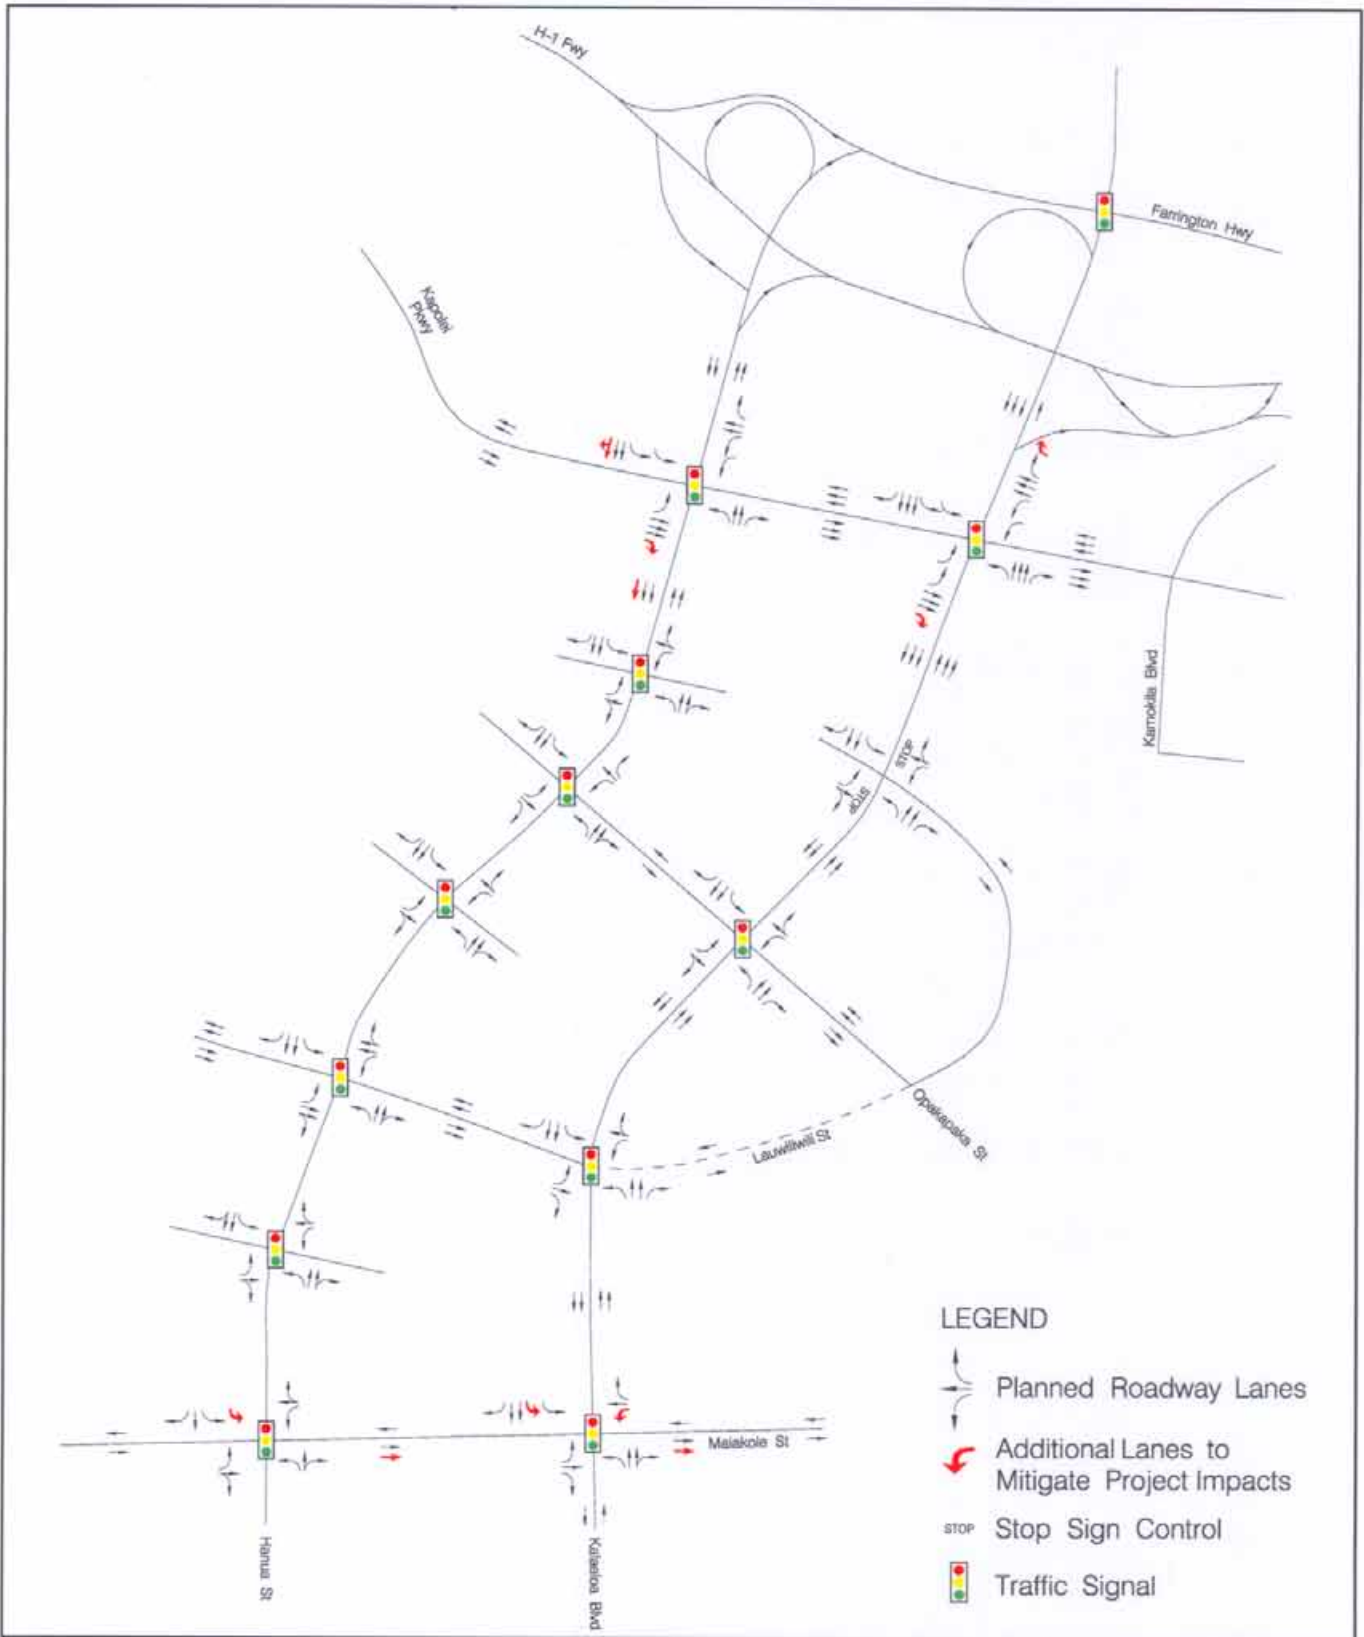 H-1 Fwy
Farrington Hwy
Kapolei
Pkwy
Kamokila Blvd
STOP
STOP
Opakapaka St
Lauwiliwili St
Malakole St
Hanua St
Kalaeloa Blvd
LEGEND
Planned Roadway Lanes
Additional Lanes to
Mitigate Project Impacts
STOP Stop Sign Control
Traffic Signal